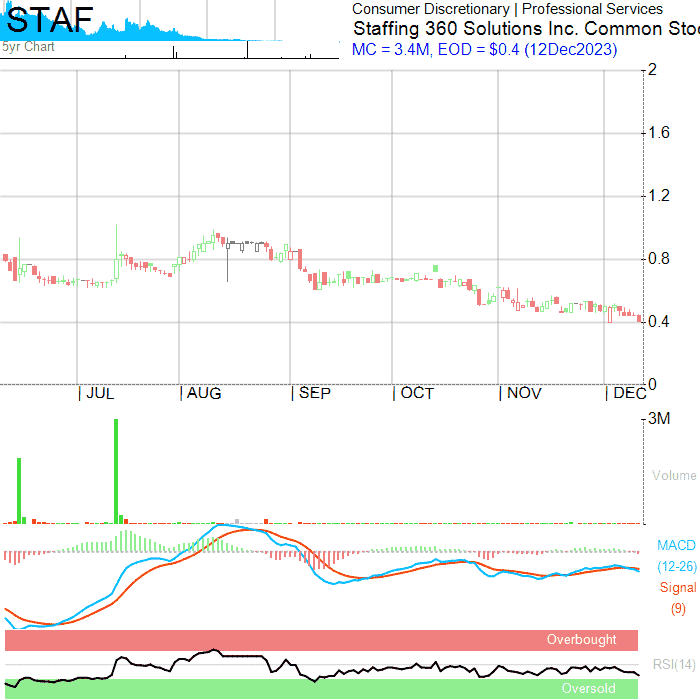 STAF
5yr Chart
Consumer Discretionary | Professional Services
Staffing 360 Solutions Inc. Common Stoc
MC = 3.4M, EOD = $0.4 (12Dec2023)
2
1.6
1.2
0.8
0.4
0
| JUL | AUG | SEP | OCT | NOV | DEC
3M
Volume
MACD
(12-26)
Signal
(9)
Overbought
RSI(14)
Oversold